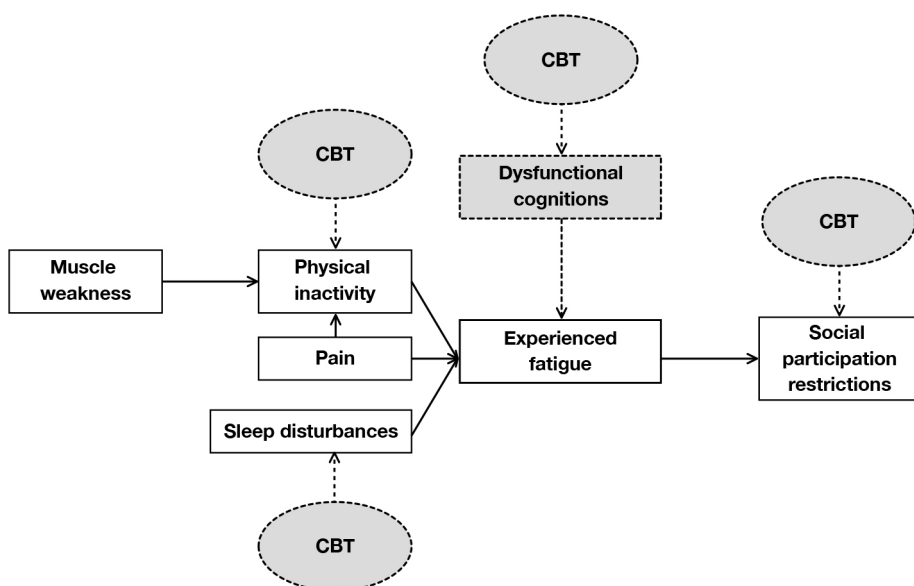 CBT
CBT
Dysfunctional
cognitions
CBT
Muscle
weakness
Physical
inactivity
Pain
Experienced
fatigue
Social
participation
restrictions
Sleep disturbances
CBT